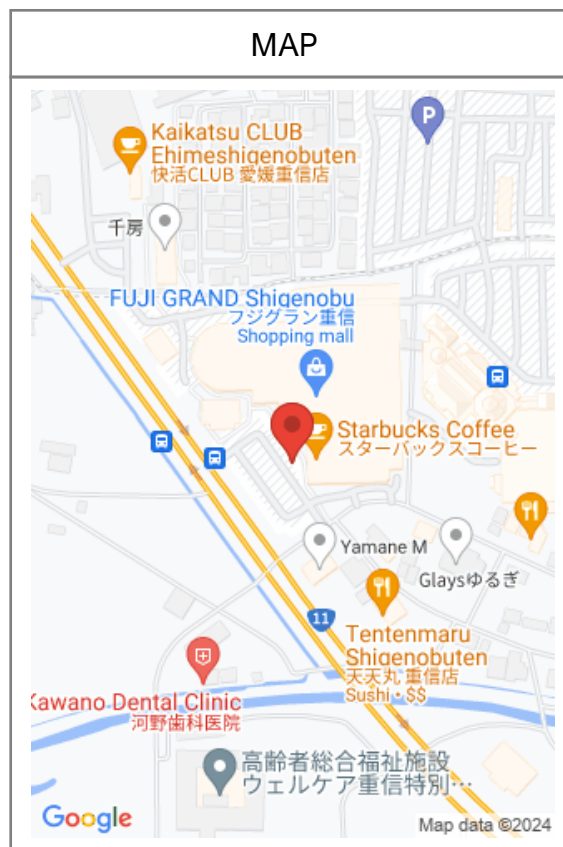 MAP
P
Kaikatsu CLUB
Ehimeshigenobuten
快活CLUB 愛媛重信店
千房
FUJI GRAND Shigenobu
フジグラン重信
Shopping mall
Starbucks Coffee
スターバックスコーヒー
Yamane M
Glaysゆるぎ
11
Tentenmaru
Shigenobuten
天天丸 重信店
Sushi・$$
Kawano Dental Clinic
河野歯科医院
高齢者総合福祉施設
ウェルケア重信特別…
Google
Map data ©2024